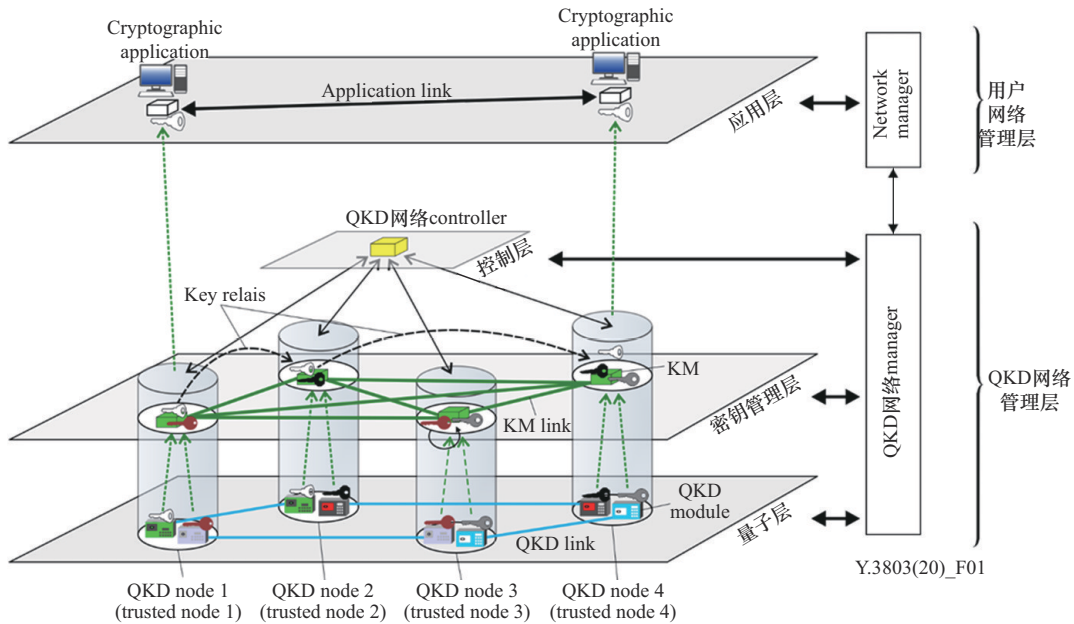 Cryptographic
application
Cryptographic
application
Application link
应用层
Network
manager
用户
网络
管理层
QKD网络controller
控制层
Key relais
KM
KM link
密钥管理层
QKD网络manager
QKD网络
管理层
QKD
module
QKD link
量子层
QKD node 1
(trusted node 1)
QKD node 2
(trusted node 2)
QKD node 3
(trusted node 3)
QKD node 4
(trusted node 4)
Y.3803(20)_F01